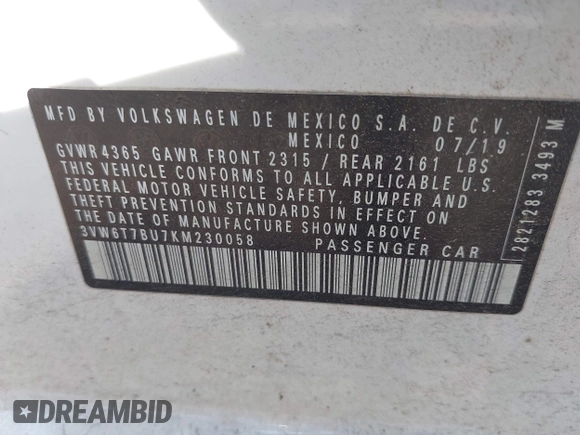 MFD BY VOLKSWAGEN DE MEXICO S.A. DE C.V.
MEXICO 07/19
GVWR 4365 GAWR FRONT 2315 / REAR 2161 LBS
THIS VEHICLE CONFORMS TO ALL APPLICABLE U.S.
FEDERAL MOTOR VEHICLE SAFETY, BUMPER AND
THEFT PREVENTION STANDARDS IN EFFECT ON
THE DATE OF MANUFACTURE SHOWN ABOVE.
3VW6T7BU7KM230058 PASSENGER CAR
2821283 3493 M
DREAMBID